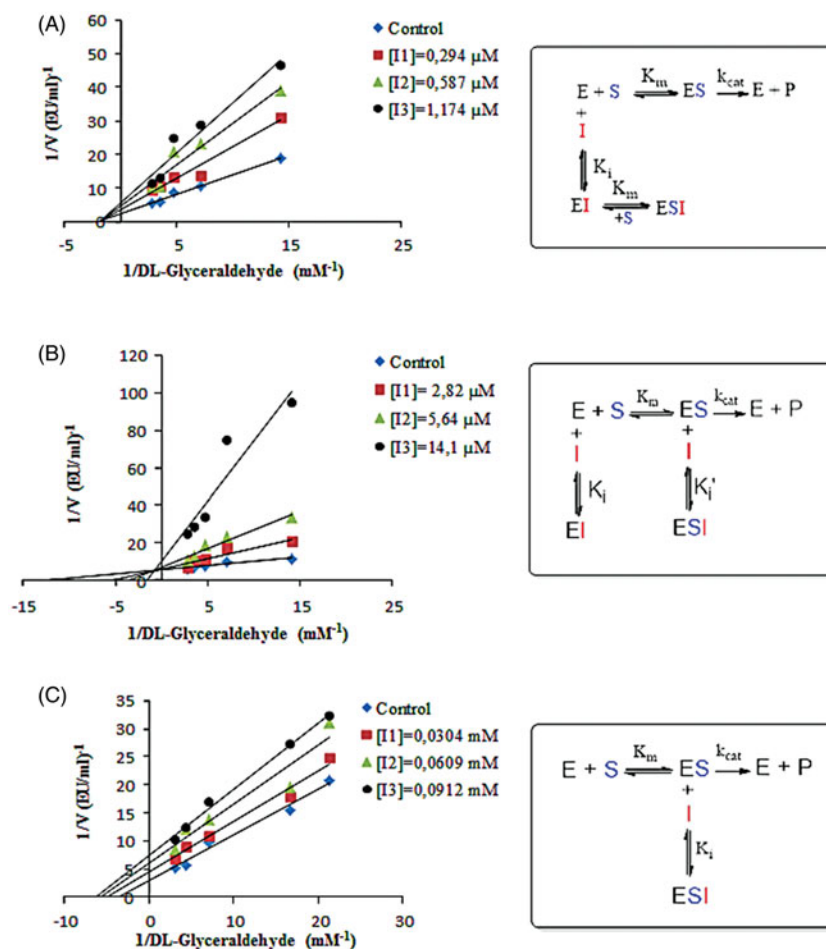 (A)
60
50
40
30
20
10
0
-5 5 15 25
1/V (EU/ml)-1
1/DL-Glyceraldehyde (mM-1)
Control
[I1]=0,294 µM
[I2]=0,587 µM
[I3]=1,174 µM
E + S Km ES kcat E + P
+
I
Ki
Km
EI +S ESI
(B)
120
100
80
60
40
20
0
-15 -5 5 15 25
1/V (EU/ml)-1
1/DL-Glyceraldehyde (mM-1)
Control
[I1]= 2,82 µM
[I2]=5,64 µM
[I3]=14,1 µM
E + S Km ES kcat E + P
+ +
I I
Ki Ki'
EI ESI
(C)
35
30
25
20
15
10
5
0
-10 0 10 20 30
1/V (EU/ml)-1
1/DL-Glyceraldehyde (mM-1)
Control
[I1]=0,0304 mM
[I2]=0,0609 mM
[I3]=0,0912 mM
E + S Km ES kcat E + P
+
I
Ki
ESI